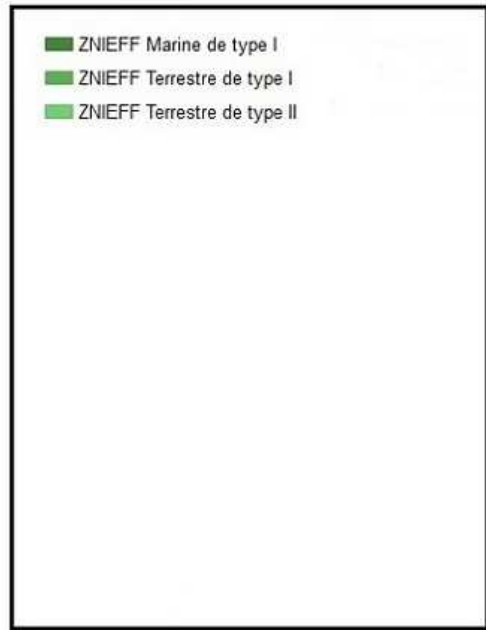 ZNIEFF Marine de type I
ZNIEFF Terrestre de type I
ZNIEFF Terrestre de type II